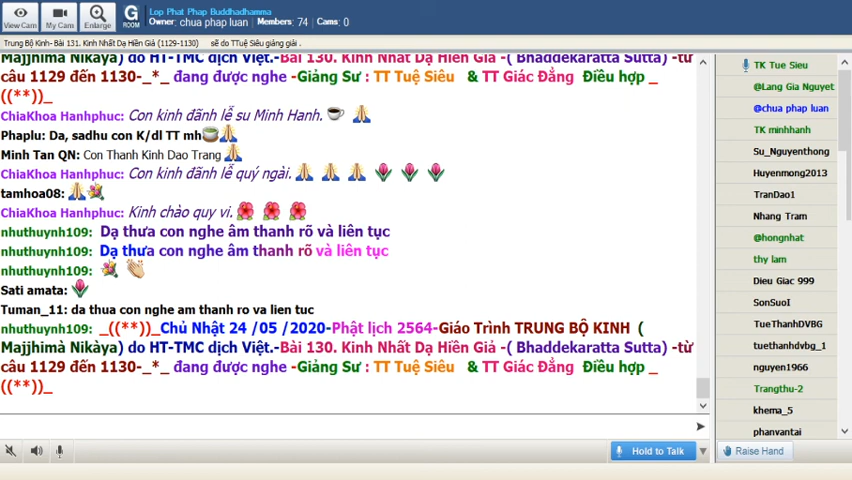 View Cam
My Cam
Enlarge
G ROOM
Lop Phat Phap Buddhadhamma
Owner: chua phap luan Members: 74 Cams: 0
Trung Bộ Kinh- Bài 131. Kinh Nhất Dạ Hiền Giả (1129-1130) sẽ do TTuệ Siêu giảng giải .
Majjhimà Nikàya) do HT-TMC dịch Việt.-Bài 130. Kinh Nhất Dạ Hiền Giả -( Bhaddekaratta Sutta) -từ
câu 1129 đến 1130-_*_ đang được nghe -Giảng Sư : TT Tuệ Siêu & TT Giác Đẳng Điều hợp _
((**))_
ChiaKhoa Hanhphuc: Con kinh đãnh lễ su Minh Hanh.
Phaplu: Da, sadhu con K/dl TT mh
Minh Tan QN: Con Thanh Kinh Dao Trang
ChiaKhoa Hanhphuc: Con kinh đãnh lễ quý ngài.
tamhoa08:
ChiaKhoa Hanhphuc: Kinh chào quy vi.
nhuthuynh109: Dạ thưa con nghe âm thanh rõ và liên tục
nhuthuynh109: Dạ thưa con nghe âm thanh rõ và liên tục
nhuthuynh109:
Sati amata:
Tuman_11: da thua con nghe am thanh ro va lien tuc
nhuthuynh109: _((**))_Chủ Nhật 24 /05 /2020-Phật lịch 2564-Giáo Trình TRUNG BỘ KINH (
Majjhimà Nikàya) do HT-TMC dịch Việt.-Bài 130. Kinh Nhất Dạ Hiền Giả -( Bhaddekaratta Sutta) -từ
câu 1129 đến 1130-_*_ đang được nghe -Giảng Sư : TT Tuệ Siêu & TT Giác Đẳng Điều hợp _
((**))_
Hold to Talk
TK Tue Sieu
@Lang Gia Nguyet
@chua phap luan
TK minhhanh
Su_Nguyenthong
Huyenmong2013
TranDao1
Nhang Tram
@hongnhat
thy lam
Dieu Giac 999
SonSuoI
TueThanhDVBG
tuethanhdvbg_1
nguyen1966
Trangthu-2
khema_5
phanvantai
Raise Hand